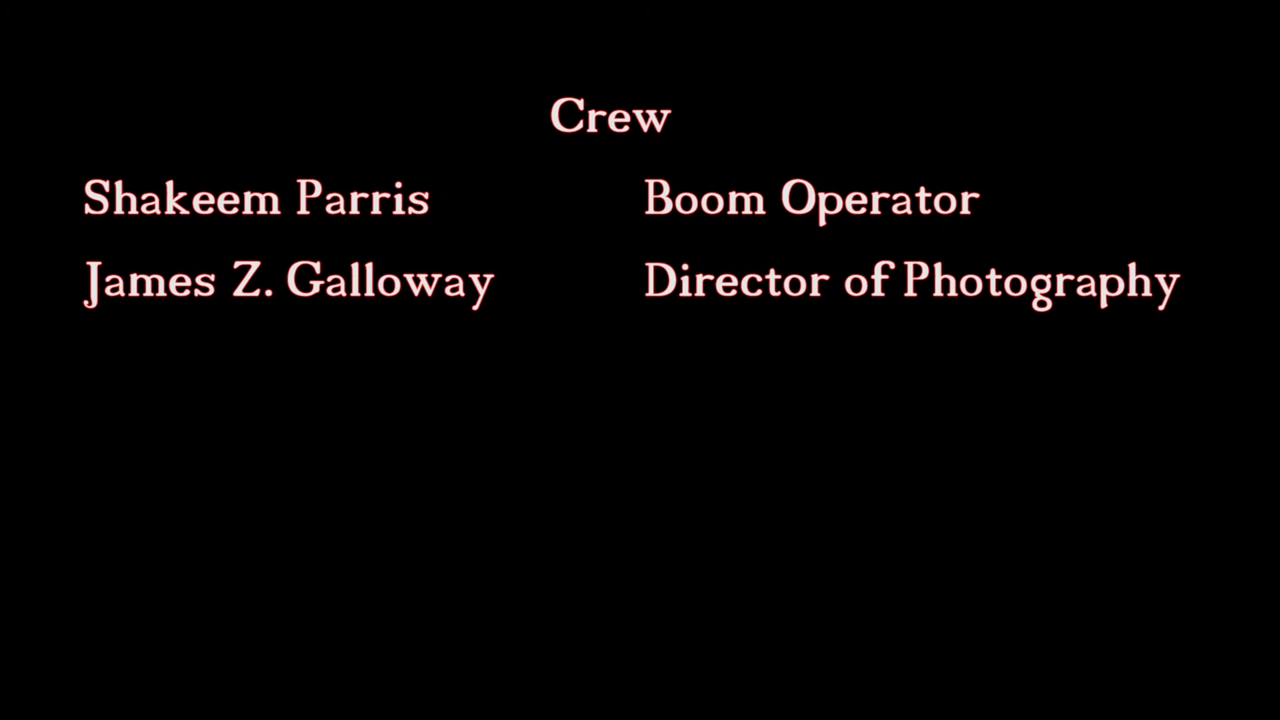 Crew
Shakeem Parris Boom Operator
James Z. Galloway Director of Photography